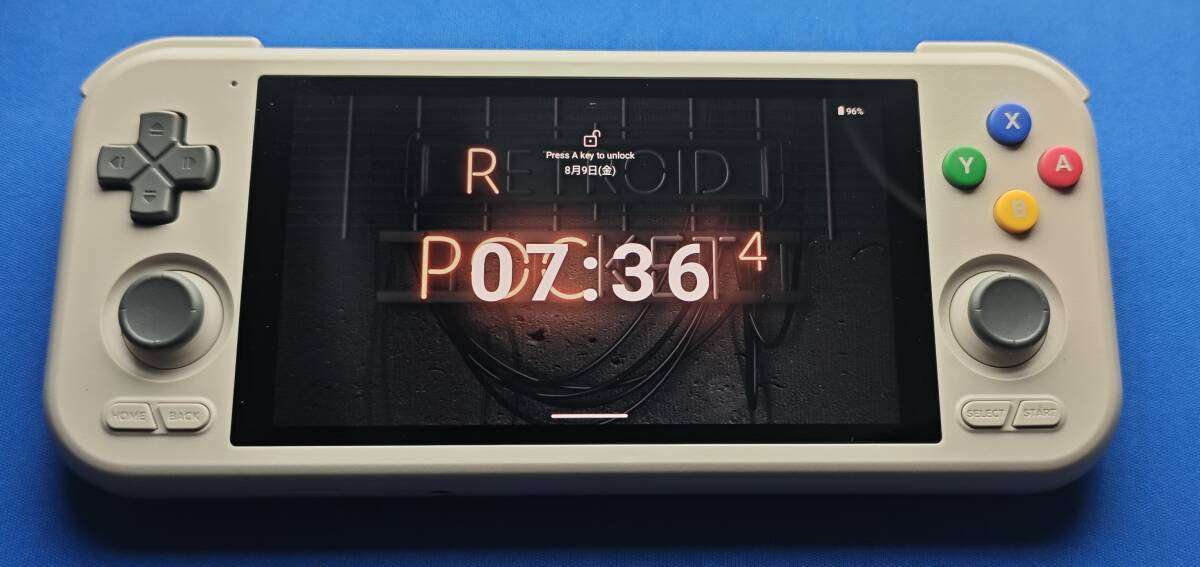 96%
Press A key to unlock
8月9日(金)
RETROID
POCKET 4
07:36
X
Y
A
B
HOME
BACK
SELECT
START